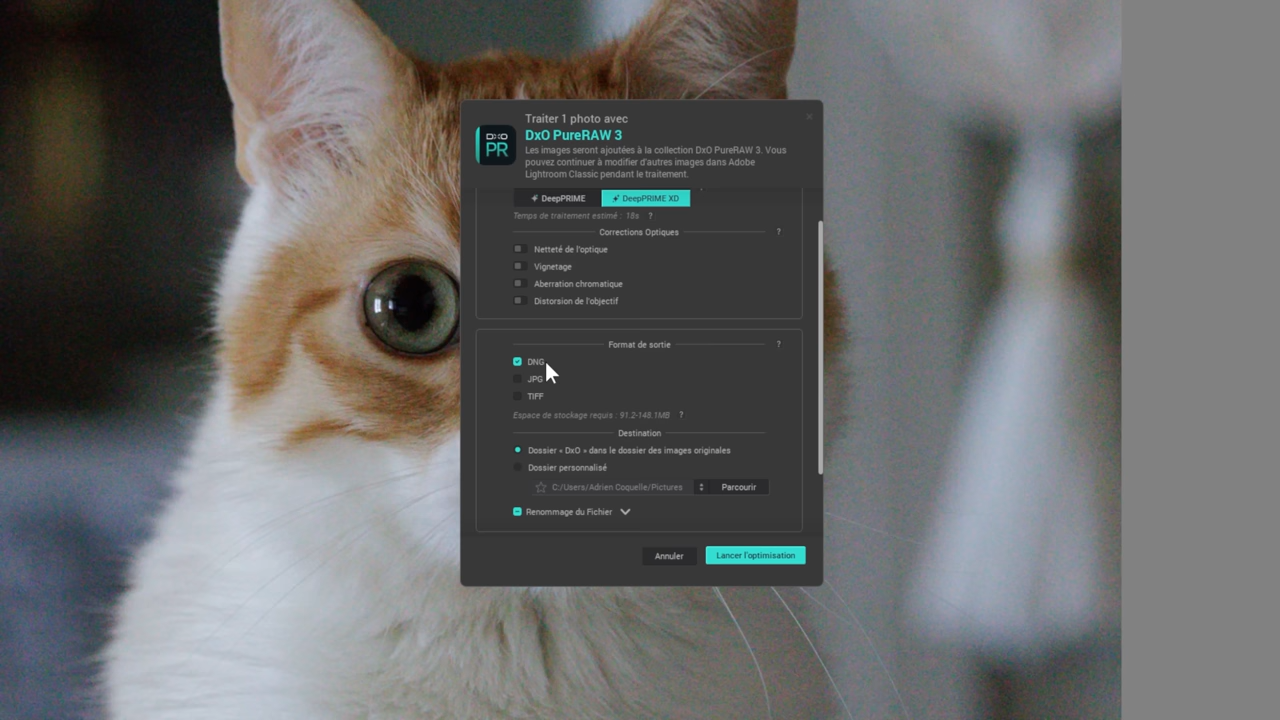 Traiter 1 photo avec
DXO
PR
DxO PureRAW 3
Les images seront ajoutées à la collection DxO PureRAW 3. Vous
pouvez continuer à modifier d'autres images dans Adobe
Lightroom Classic pendant le traitement.
DeepPRIME
DeepPRIME XD
Temps de traitement estimé : 18s ?
Corrections Optiques ?
Netteté de l'optique
Vignetage
Aberration chromatique
Distorsion de l'objectif
Format de sortie ?
DNG
JPG
TIFF
Espace de stockage requis : 91.2-148.1MB ?
Destination
Dossier « DxO » dans le dossier des images originales
Dossier personnalisé
C:/Users/Adrien Coquelle/Pictures
Parcourir
Renommage du Fichier
Annuler
Lancer l'optimisation